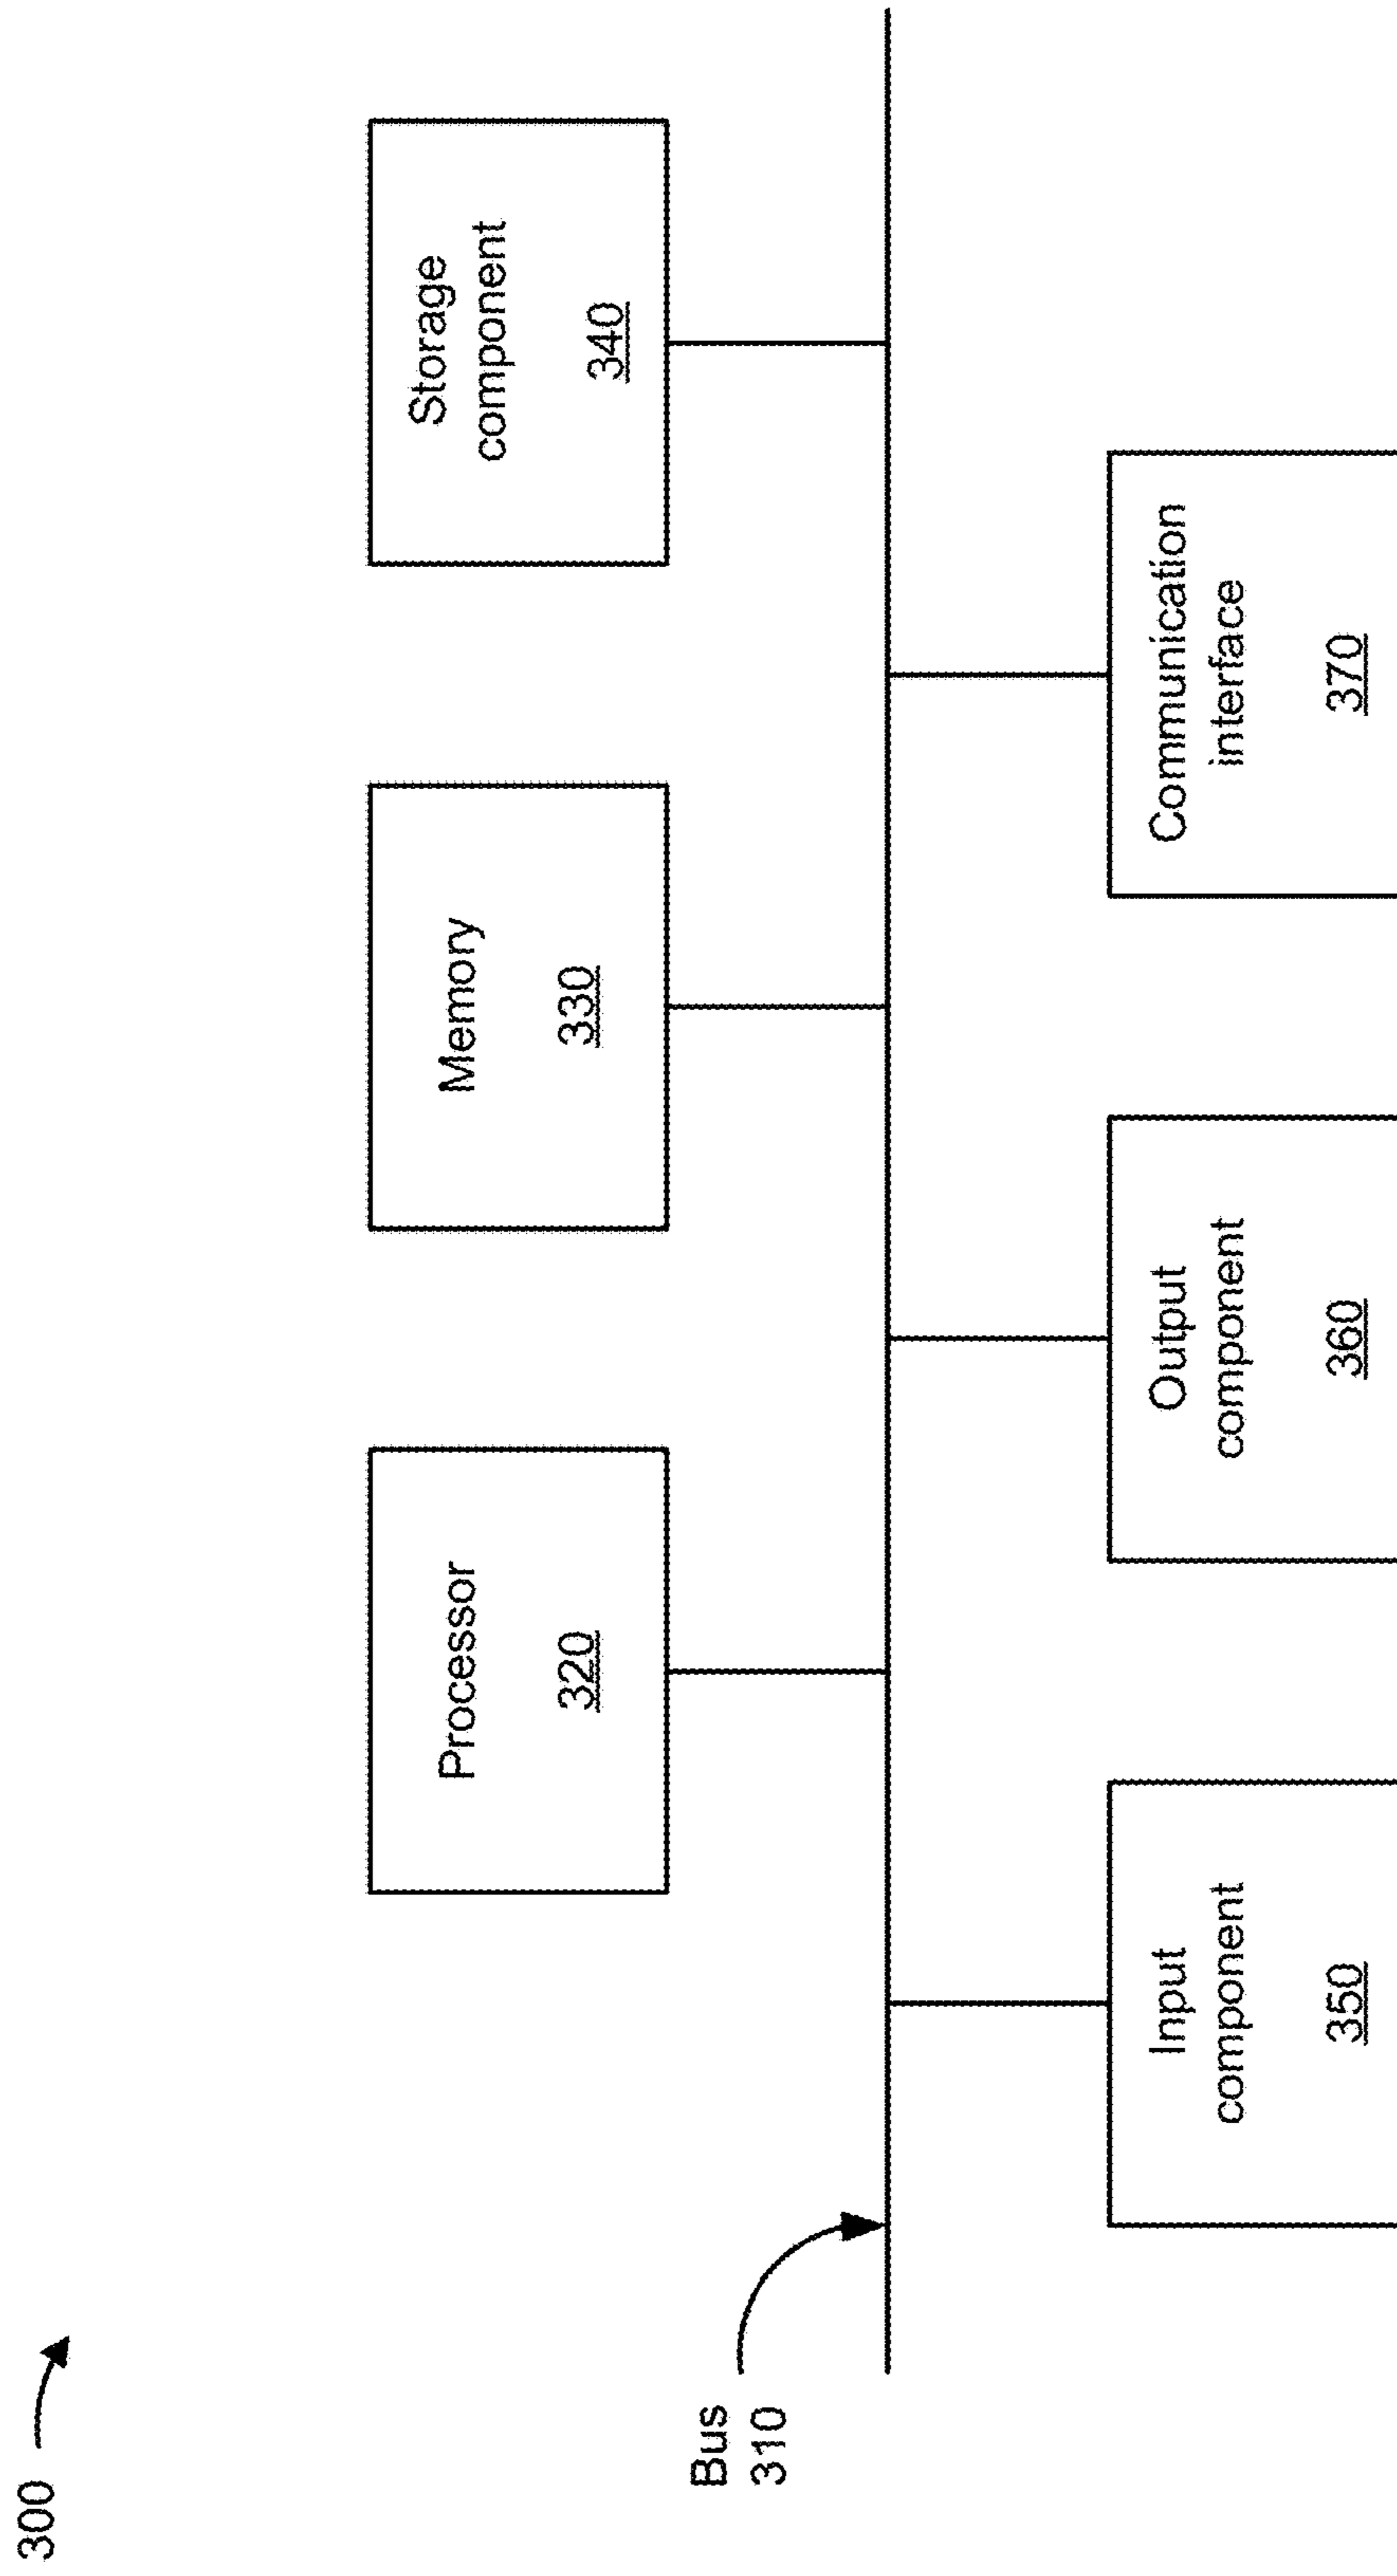 300
Processor
320
Memory
330
Storage
component
340
Bus
310
Input
component
350
Output
component
360
Communication
interface
370